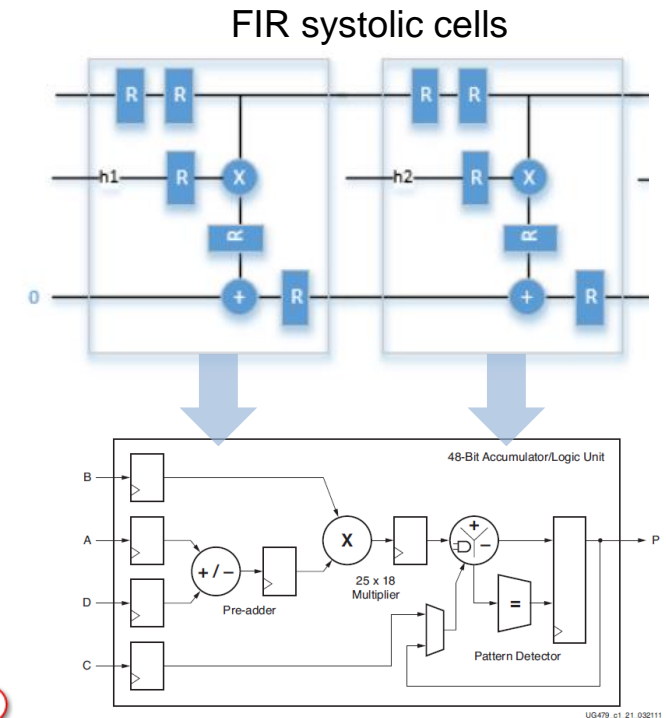 FIR systolic cells
R R R R
h1 R X h2 R X
R R
0 + R + R
48-Bit Accumulator/Logic Unit
B
A
X
+
−
P
+ / −
25 x 18
Multiplier
D
Pre-adder
=
Pattern Detector
C
UG479_c1_21_032111